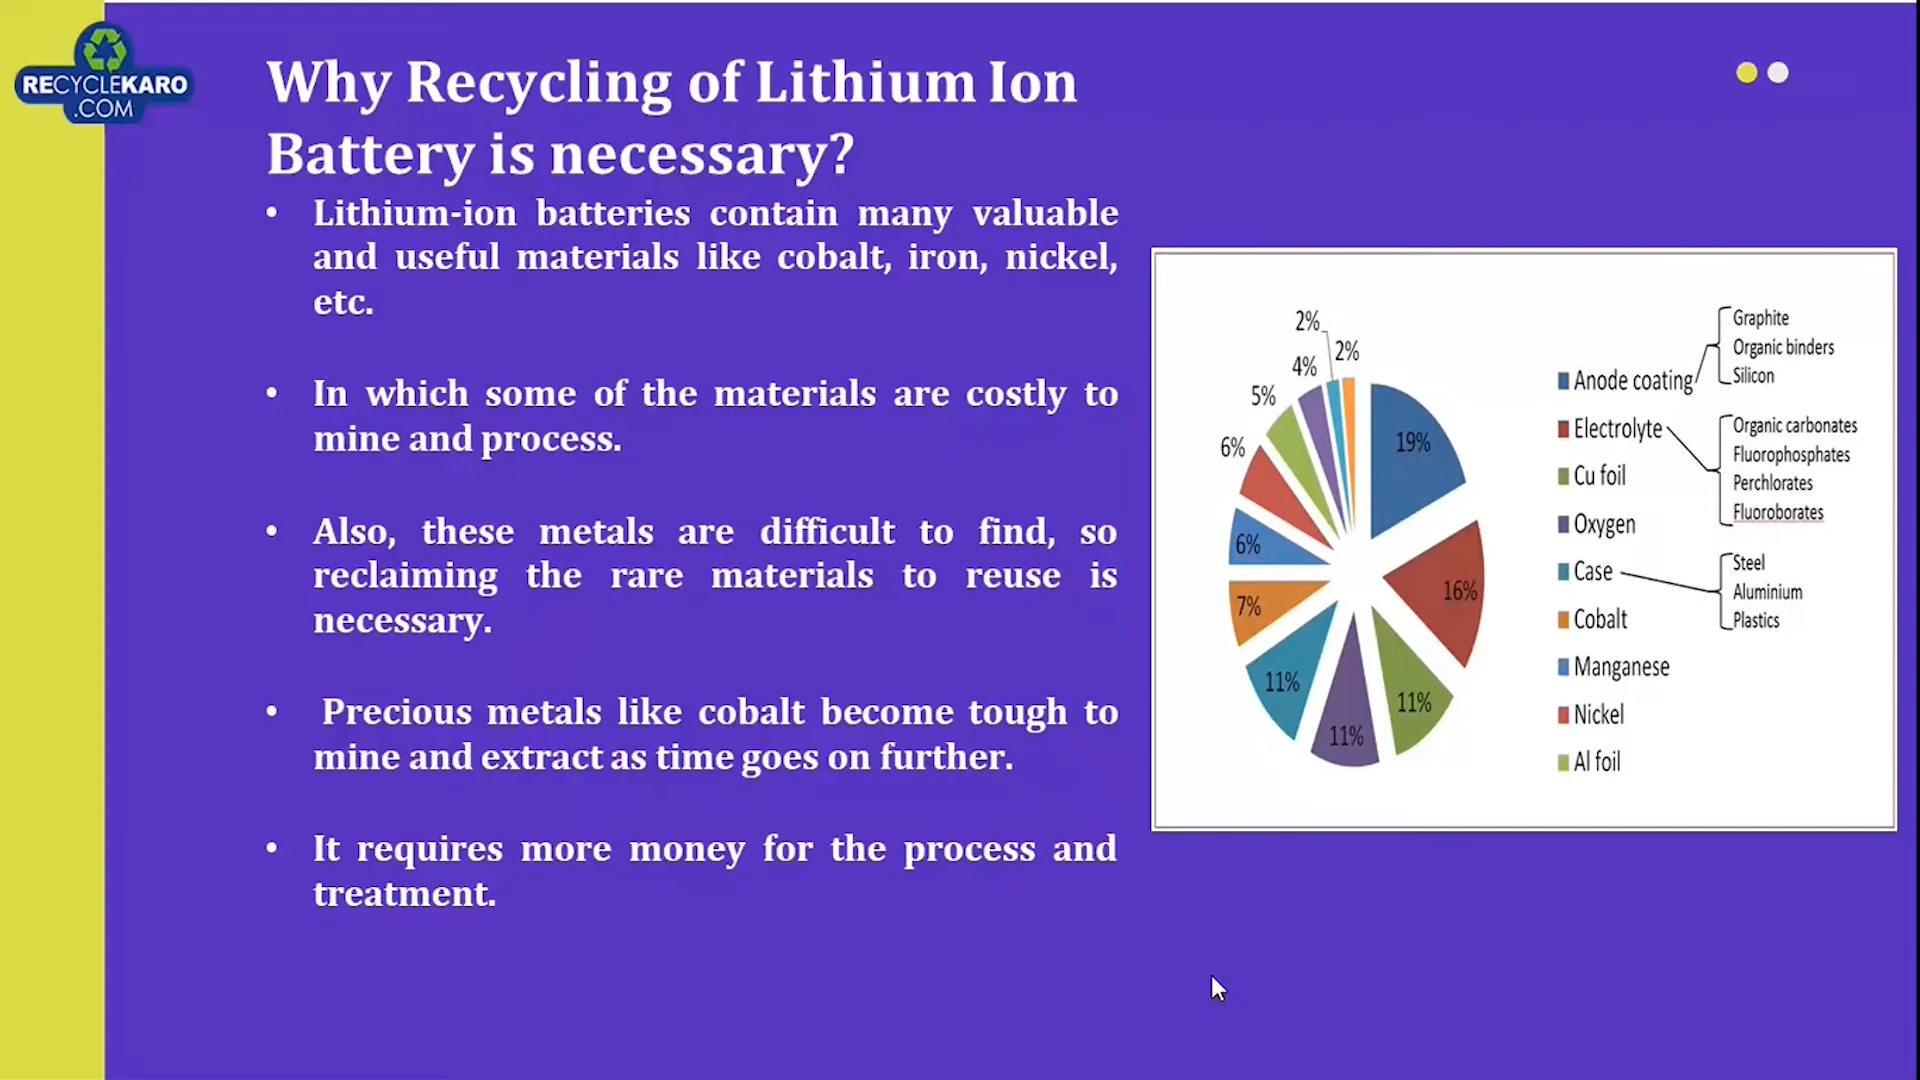 RECYCLEKARO
.COM
Why Recycling of Lithium Ion
Battery is necessary?
• Lithium-ion batteries contain many valuable
and useful materials like cobalt, iron, nickel,
etc.
• In which some of the materials are costly to
mine and process.
• Also, these metals are difficult to find, so
reclaiming the rare materials to reuse is
necessary.
• Precious metals like cobalt become tough to
mine and extract as time goes on further.
• It requires more money for the process and
treatment.
2%
2%
4%
5%
6%
6%
7%
11%
11%
11%
16%
19%
Anode coating
Electrolyte
Cu foil
Oxygen
Case
Cobalt
Manganese
Nickel
Al foil
Graphite
Organic binders
Silicon
Organic carbonates
Fluorophosphates
Perchlorates
Fluoroborates
Steel
Aluminium
Plastics